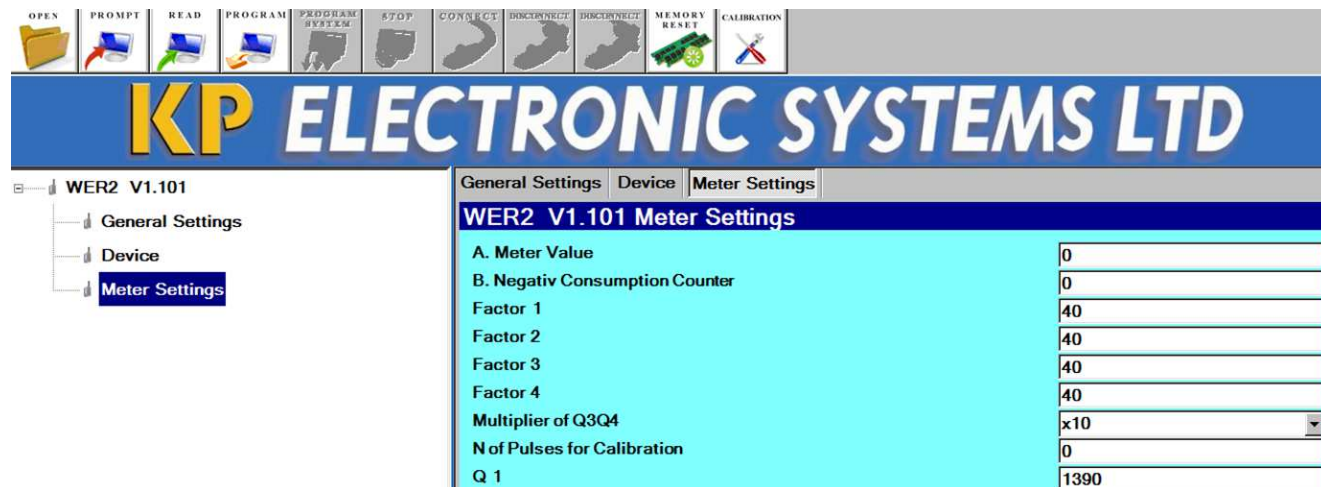 OPEN PROMPT READ PROGRAM PROGRAM SYSTEM STOP CONNECT DISCONNECT DISCONNECT MEMORY RESET CALIBRATION
KP ELECTRONIC SYSTEMS LTD
WER2 V1.101
General Settings
Device
Meter Settings
General Settings Device Meter Settings
WER2 V1.101 Meter Settings
A. Meter Value 0
B. Negativ Consumption Counter 0
Factor 1 40
Factor 2 40
Factor 3 40
Factor 4 40
Multiplier of Q3Q4 x10
N of Pulses for Calibration 0
Q 1 1390